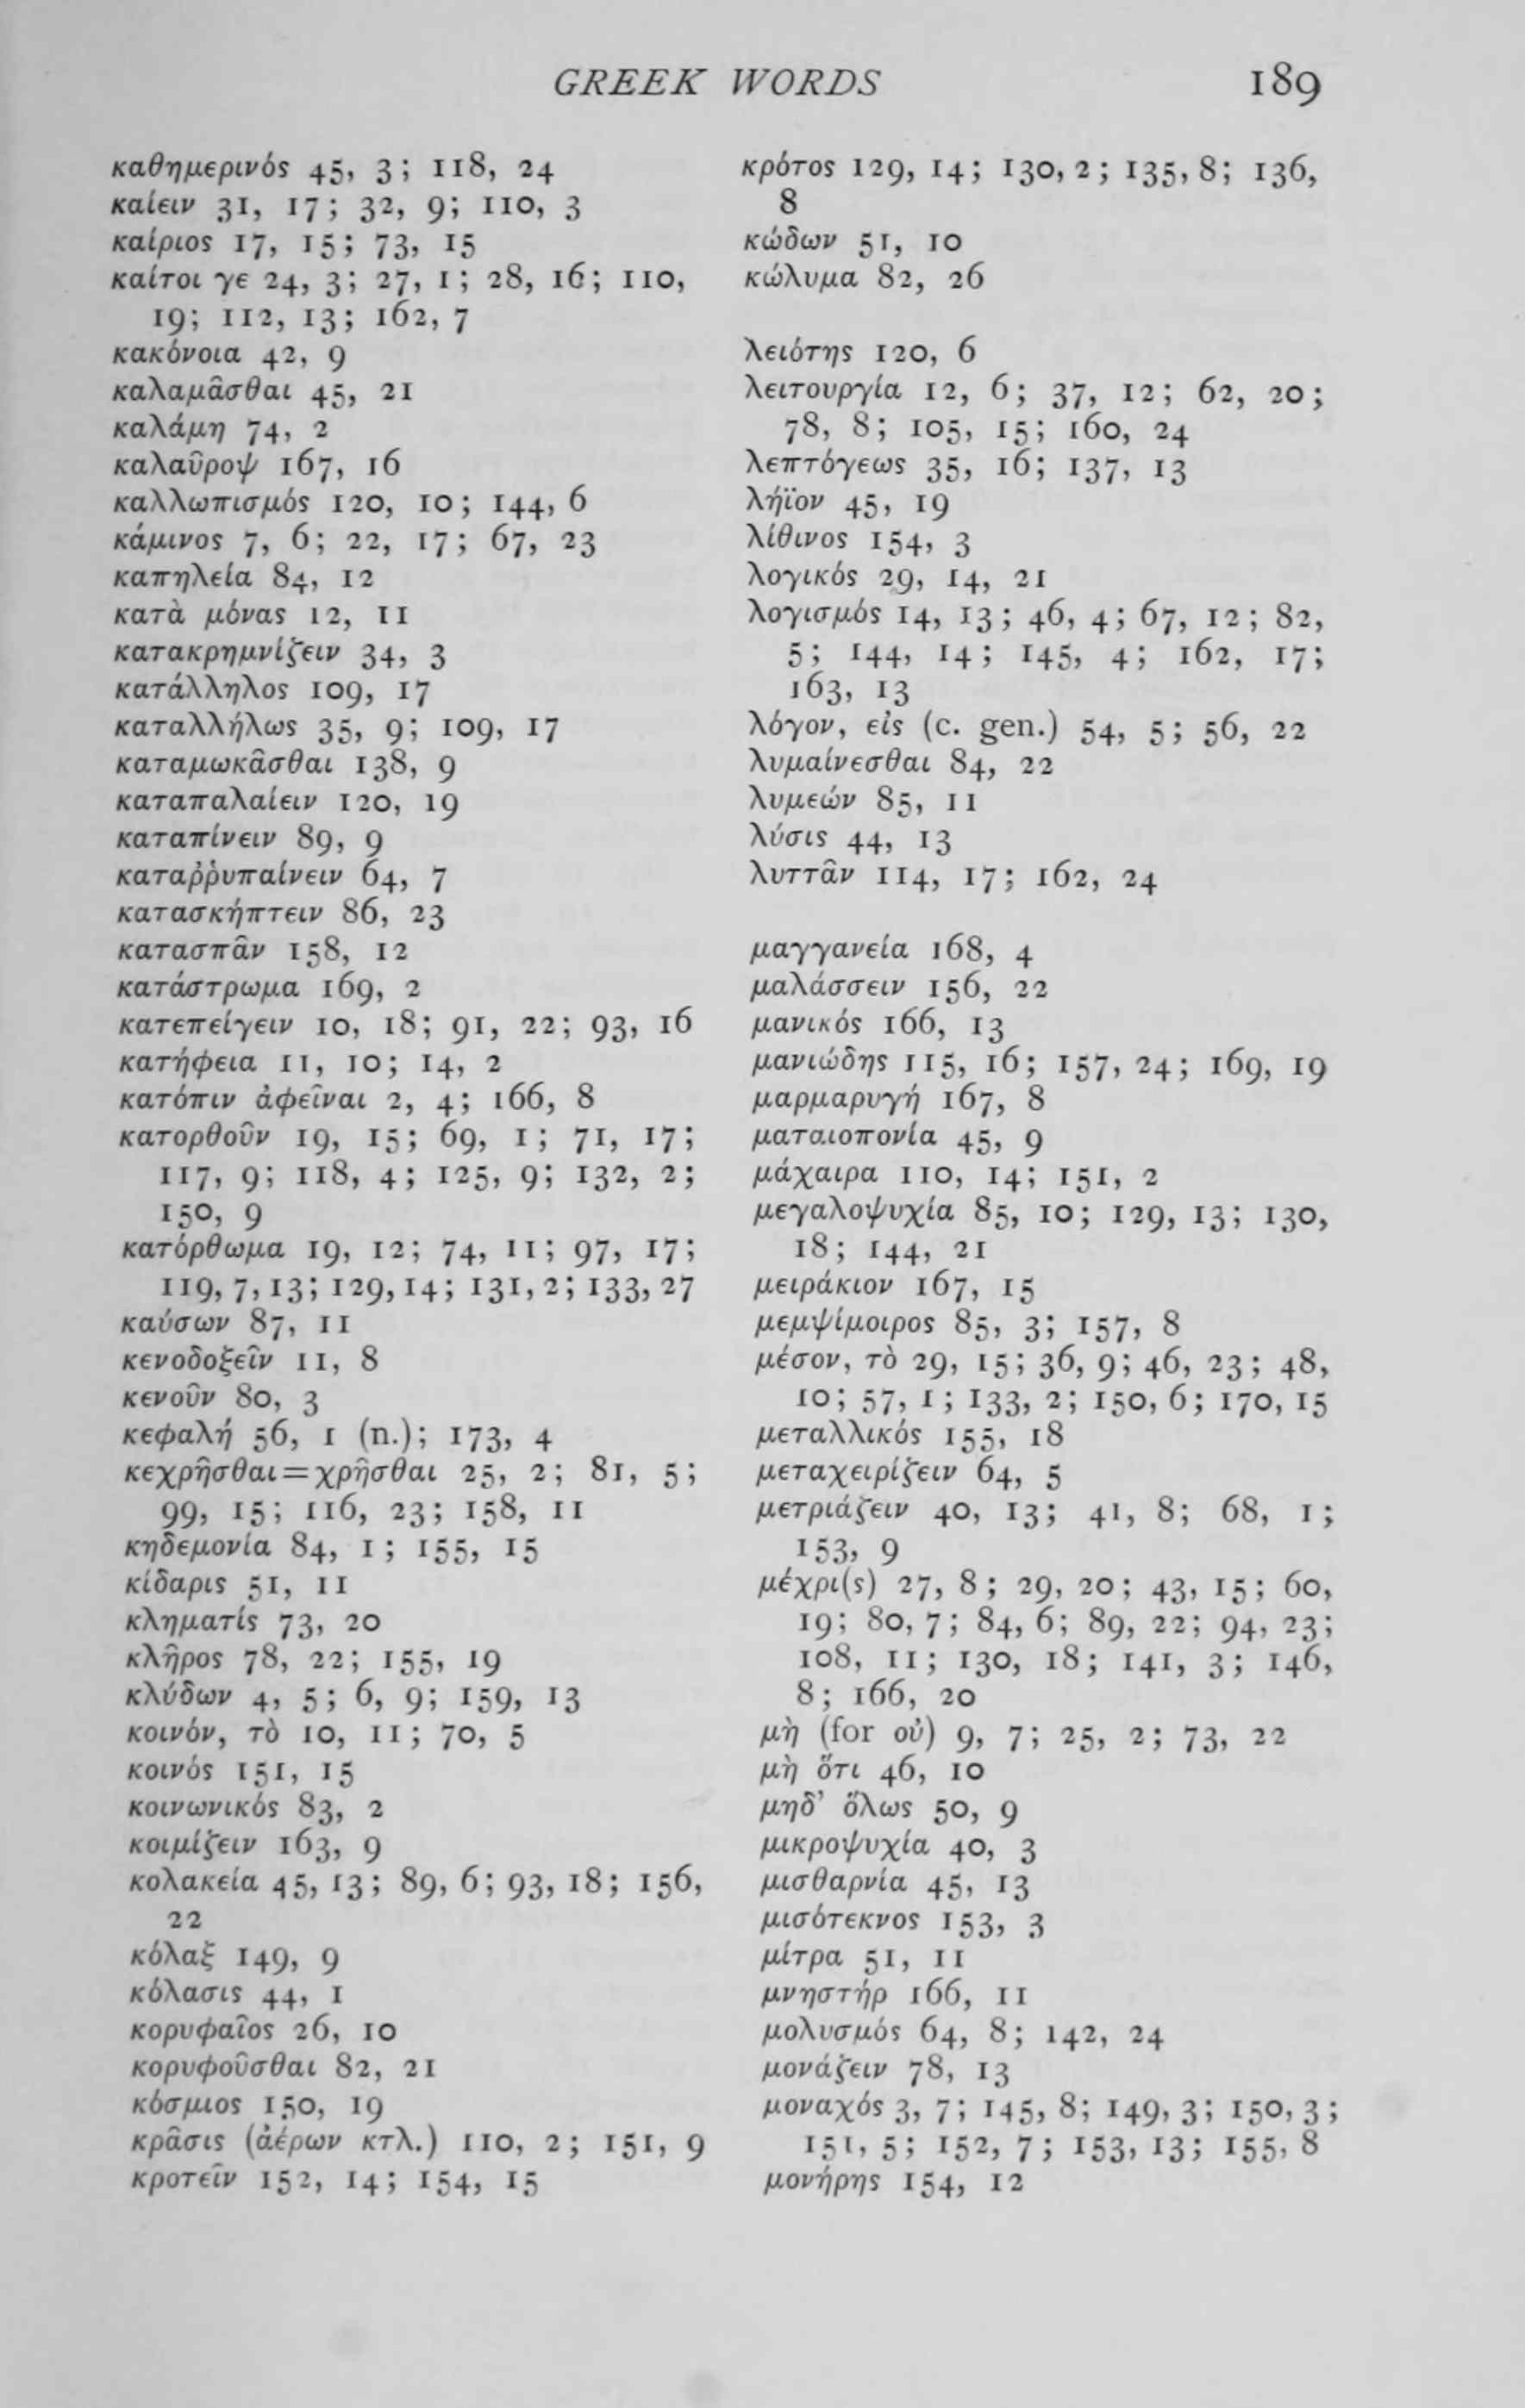 GREEK WORDS 189
καθημερινός 45, 3; 118, 24
καίειν 31, 17; 32, 9; 110, 3
καίριος 17, 15; 73, 15
καίτοι γε 24, 3; 27, 1; 28, 16; 110,
19; 112, 13; 162, 7
κακόνοια 42, 9
καλαμᾶσθαι 45, 21
καλάμη 74, 2
καλαῦροψ 167, 16
καλλωπισμός 120, 10; 144, 6
κάμινος 7, 6; 22, 17; 67, 23
καπηλεία 84, 12
κατὰ μόνας 12, 11
κατακρημνίζειν 34, 3
κατάλληλος 109, 17
καταλλήλως 35, 9; 109, 17
καταμωκᾶσθαι 138, 9
καταπαλαίειν 120, 19
καταπίνειν 89, 9
καταῤῥυπαίνειν 64, 7
κατασκήπτειν 86, 23
κατασπᾶν 158, 12
κατάστρωμα 169, 2
κατεπείγειν 10, 18; 91, 22; 93, 16
κατήφεια 11, 10; 14, 2
κατόπιν ἀφεῖναι 2, 4; 166, 8
κατορθοῦν 19, 15; 69, 1; 71, 17;
117, 9; 118, 4; 125, 9; 132, 2;
150, 9
κατόρθωμα 19, 12; 74, 11; 97, 17;
119, 7, 13; 129, 14; 131, 2; 133, 27
καύσων 87, 11
κενοδοξεῖν 11, 8
κενοῦν 80, 3
κεφαλή 56, 1 (n.); 173, 4
κεχρῆσθαι=χρῆσθαι 25, 2; 81, 5;
99, 15; 116, 23; 158, 11
κηδεμονία 84, 1; 155, 15
κίδαρις 51, 11
κληματίς 73, 20
κλῆρος 78, 22; 155, 19
κλύδων 4, 5; 6, 9; 159, 13
κοινόν, τὸ 10, 11; 70, 5
κοινός 151, 15
κοινωνικός 83, 2
κοιμίζειν 163, 9
κολακεία 45, 13; 89, 6; 93, 18; 156,
22
κόλαξ 149, 9
κόλασις 44, 1
κορυφαῖος 26, 10
κορυφοῦσθαι 82, 21
κόσμιος 150, 19
κρᾶσις (ἀέρων κτλ.) 110, 2; 151, 9
κροτεῖν 152, 14; 154, 15
κρότος 129, 14; 130, 2; 135, 8; 136,
8
κώδων 51, 10
κώλυμα 82, 26
λειότης 120, 6
λειτουργία 12, 6; 37, 12; 62, 20;
78, 8; 105, 15; 160, 24
λεπτόγεως 35, 16; 137, 13
λήϊον 45, 19
λίθινος 154, 3
λογικός 29, 14, 21
λογισμός 14, 13; 46, 4; 67, 12; 82,
5; 144, 14; 145, 4; 162, 17;
163, 13
λόγον, εἰς (c. gen.) 54, 5; 56, 22
λυμαίνεσθαι 84, 22
λυμεών 85, 11
λύσις 44, 13
λυττᾶν 114, 17; 162, 24
μαγγανεία 168, 4
μαλάσσειν 156, 22
μανικός 166, 13
μανιώδης 115, 16; 157, 24; 169, 19
μαρμαρυγή 167, 8
ματαιοπονία 45, 9
μάχαιρα 110, 14; 151, 2
μεγαλοψυχία 85, 10; 129, 13; 130,
18; 144, 21
μειράκιον 167, 15
μεμψίμοιρος 85, 3; 157, 8
μέσον, τὸ 29, 15; 36, 9; 46, 23; 48,
10; 57, 1; 133, 2; 150, 6; 170, 15
μεταλλικός 155, 18
μεταχειρίζειν 64, 5
μετριάζειν 40, 13; 41, 8; 68, 1;
153, 9
μέχρι(s) 27, 8; 29, 20; 43, 15; 60,
19; 80, 7; 84, 6; 89, 22; 94, 23;
108, 11; 130, 18; 141, 3; 146,
8; 166, 20
μὴ (for οὐ) 9, 7; 25, 2; 73, 22
μὴ ὅτι 46, 10
μηδ’ ὅλως 50, 9
μικροψυχία 40, 3
μισθαρνία 45, 13
μισότεκνος 153, 3
μίτρα 51, 11
μνηστήρ 166, 11
μολυσμός 64, 8; 142, 24
μονάζειν 78, 13
μοναχός 3, 7; 145, 8; 149, 3; 150, 3;
151, 5; 152, 7; 153, 13; 155, 8
μονήρης 154, 12